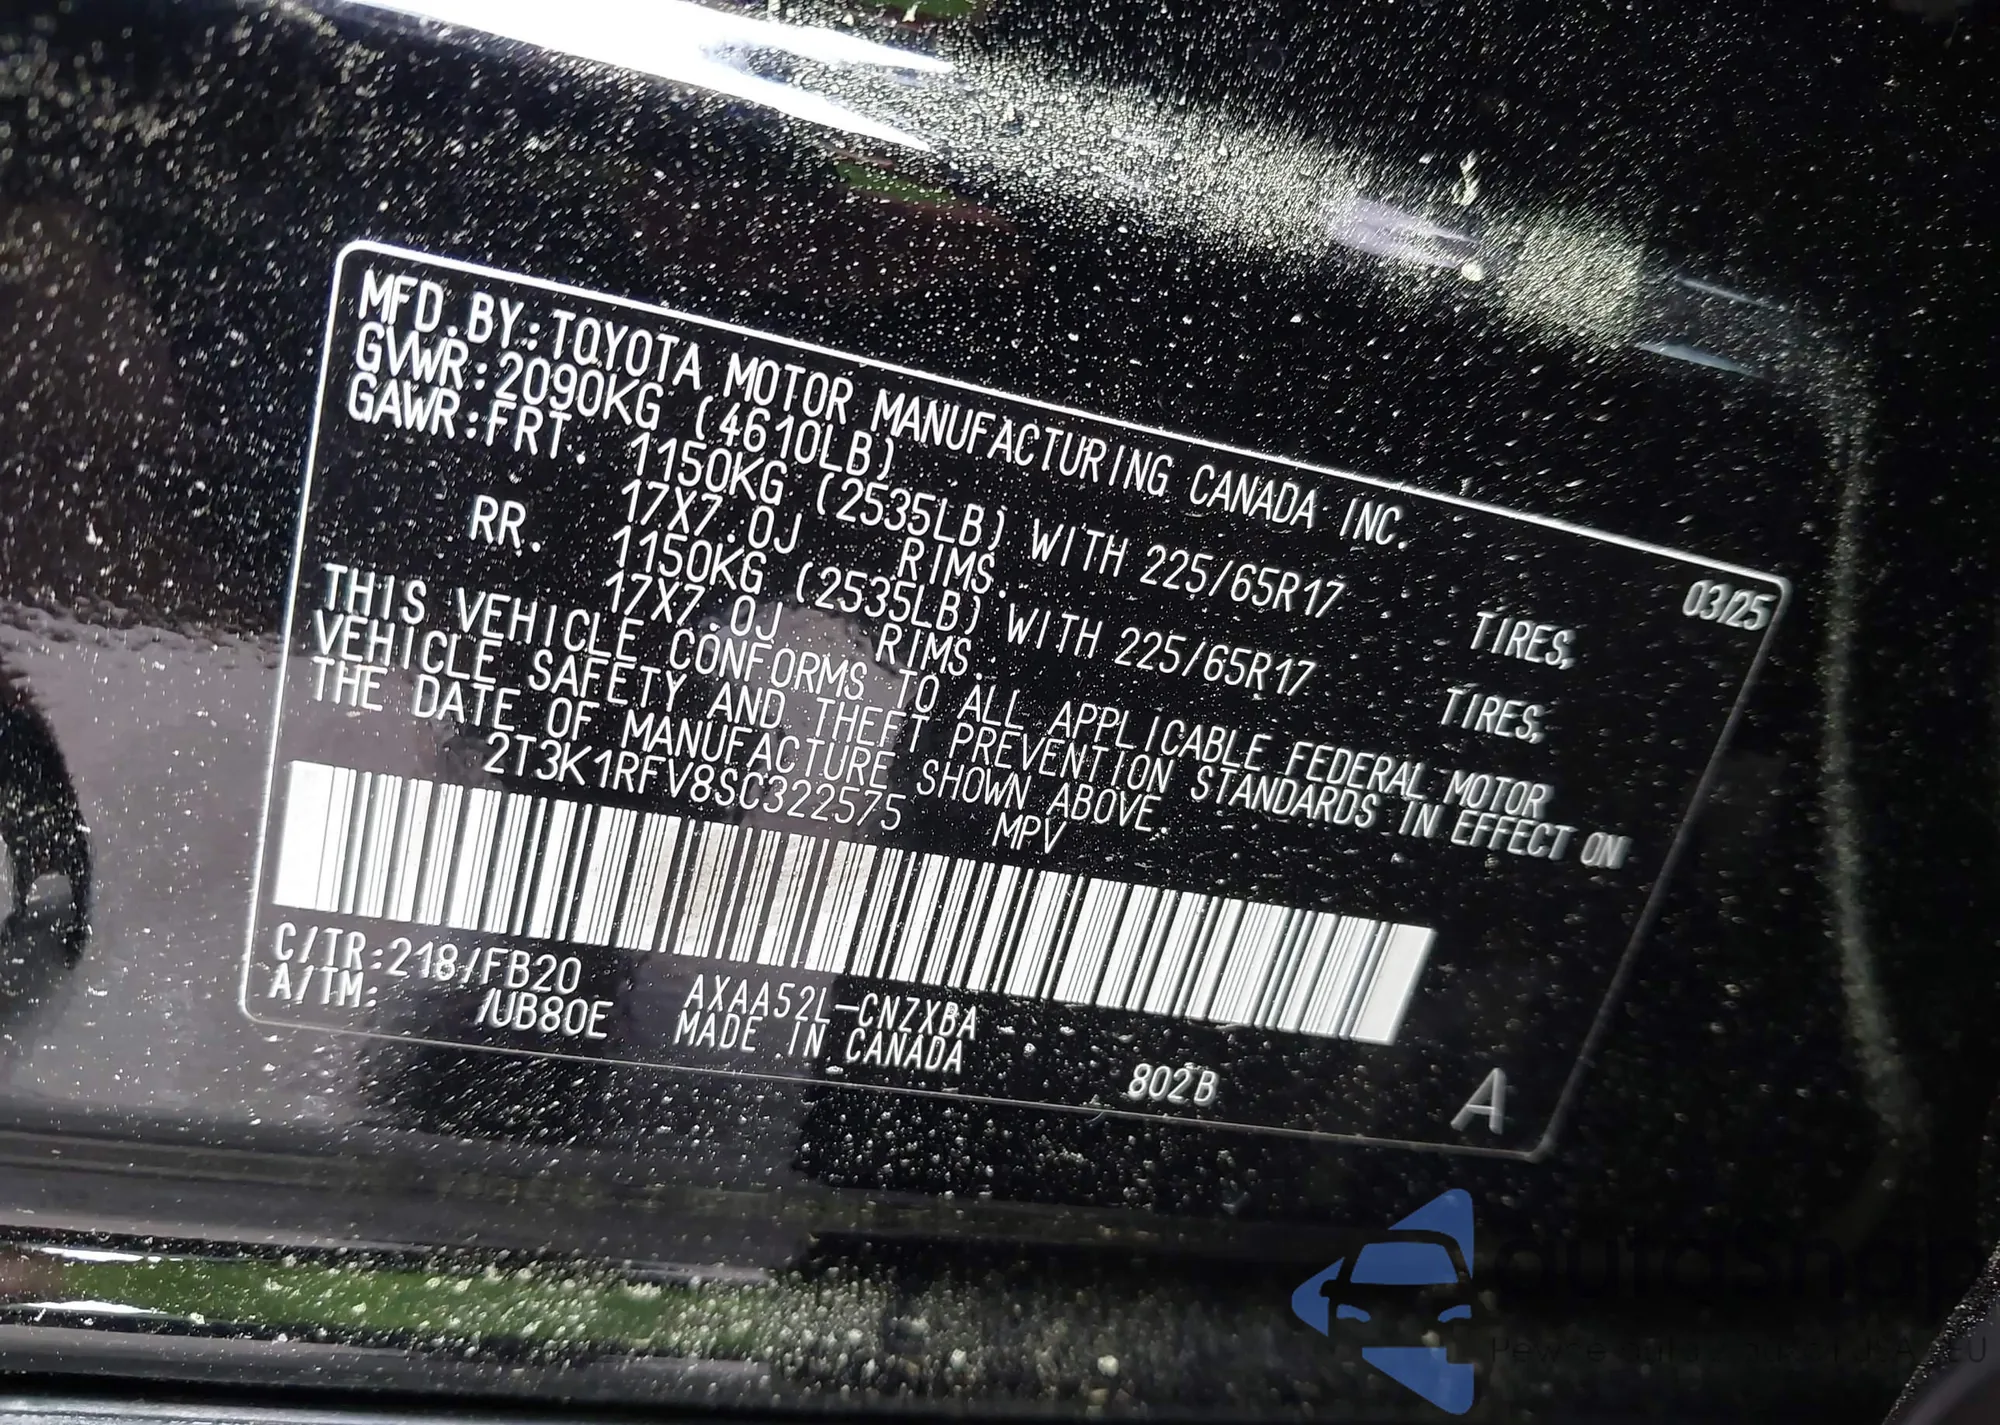 MFD.BY:TOYOTA MOTOR MANUFACTURING CANADA INC.
GVWR:2090KG (4610LB) 03/25
GAWR:FRT. 1150KG (2535LB) WITH 225/65R17 TIRES,
17X7.0J RIMS.
RR. 1150KG (2535LB) WITH 225/65R17 TIRES,
17X7.0J RIMS.
THIS VEHICLE CONFORMS TO ALL APPLICABLE FEDERAL MOTOR
VEHICLE SAFETY AND THEFT PREVENTION STANDARDS IN EFFECT ON
THE DATE OF MANUFACTURE SHOWN ABOVE.
2T3K1RFV8SC322575 MPV
C/TR:218/FB20 AXAA52L-CNZXBA
A/TM: /UB80E MADE IN CANADA
802B A
autosnap